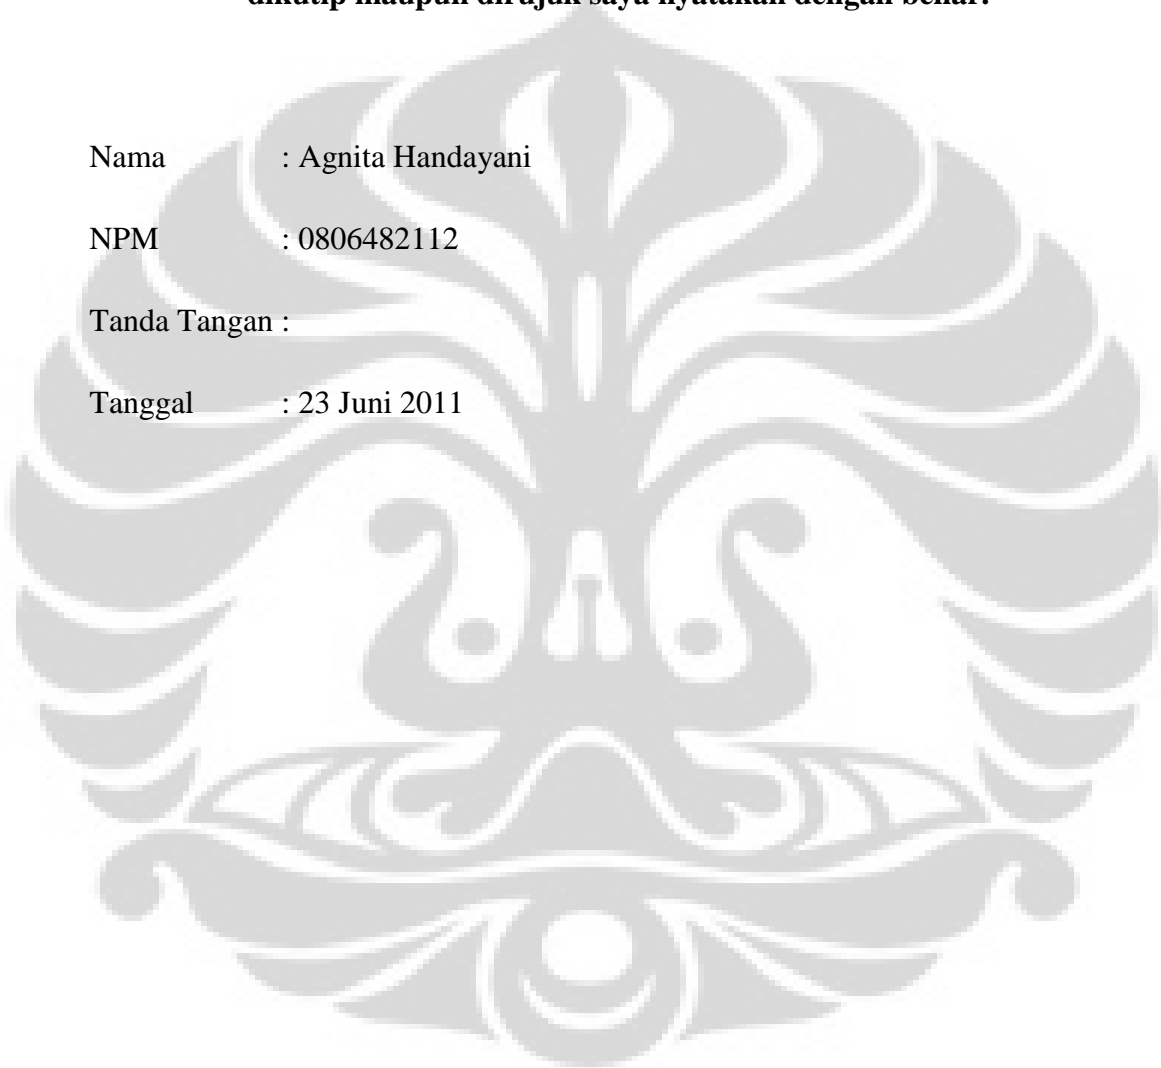 dikutip maupun dirujuk saya nyatakan dengan benar.
Nama : Agnita Handayani
NPM : 0806482112
Tanda Tangan :
Tanggal : 23 Juni 2011